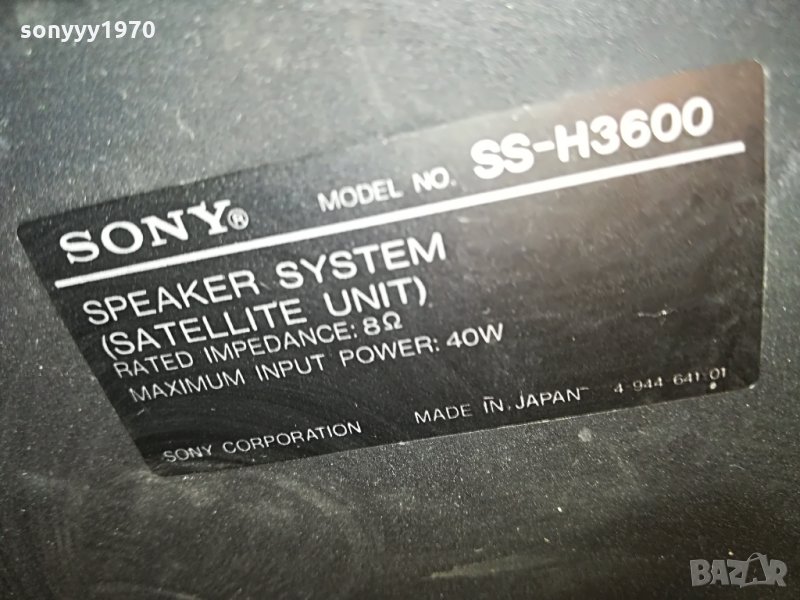 sonyyy1970
SONY® MODEL NO. SS-H3600
SPEAKER SYSTEM
(SATELLITE UNIT)
RATED IMPEDANCE: 8Ω
MAXIMUM INPUT POWER: 40W
SONY CORPORATION MADE IN JAPAN 4-944-641-01
BAZAR